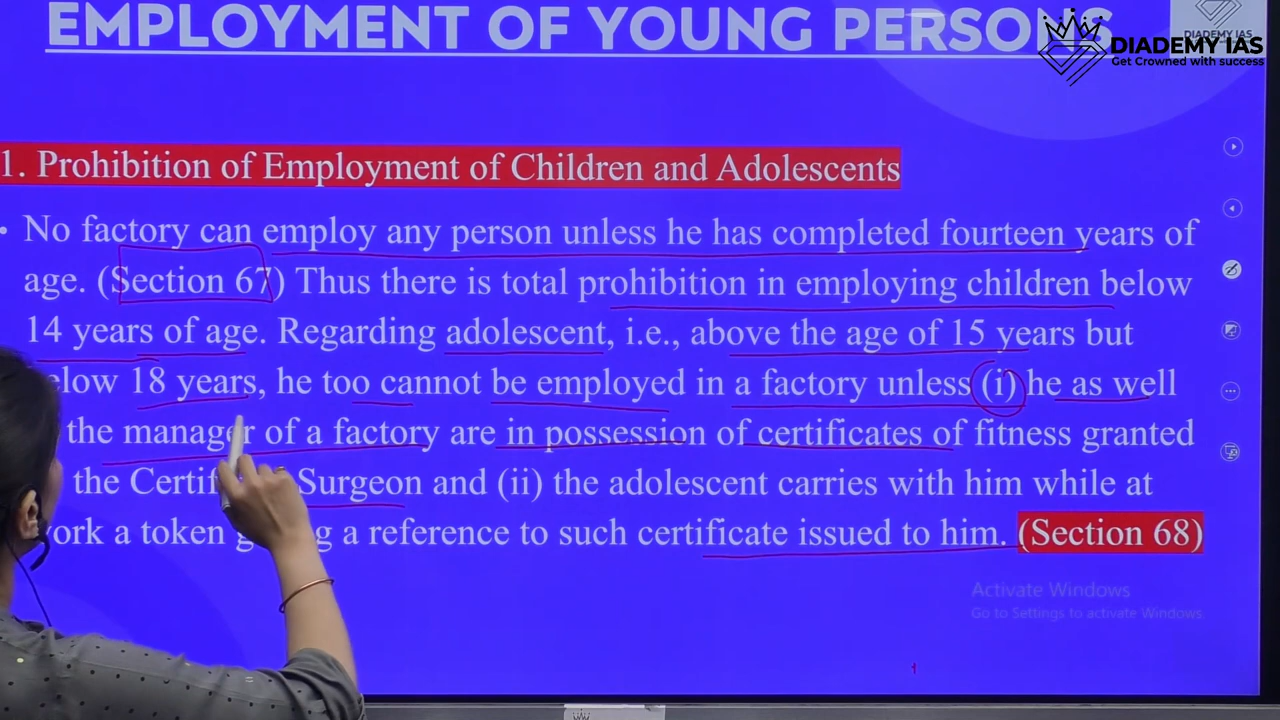 EMPLOYMENT OF YOUNG PERSONS
DIADEMY IAS
DIADEMY IAS
Get Crowned with success
1. Prohibition of Employment of Children and Adolescents
• No factory can employ any person unless he has completed fourteen years of
age. (Section 67) Thus there is total prohibition in employing children below
14 years of age. Regarding adolescent, i.e., above the age of 15 years but
18 years, he too cannot be employed in a factory unless (i) he as well
the manager of a factory are in possession of certificates of fitness granted
the Surgeon and (ii) the adolescent carries with him while at
a token a reference to such certificate issued to him. (Section 68)
Activate Windows
Go to Settings to activate Windows.